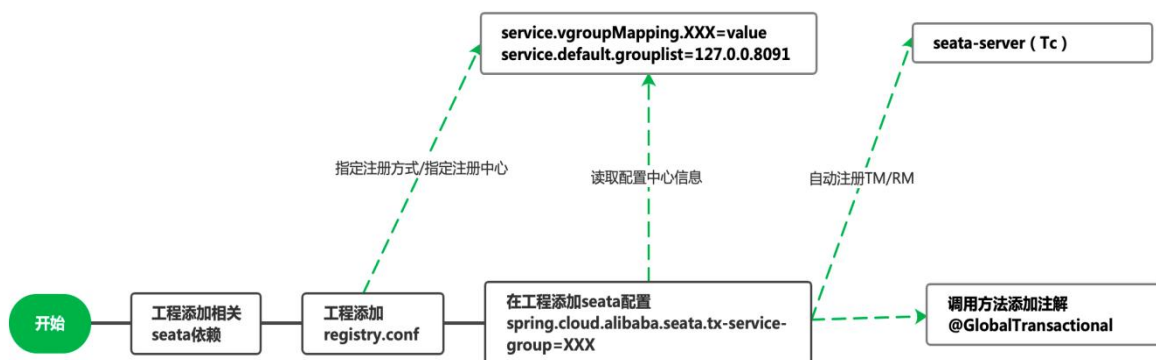 service.vgroupMapping.XXX=value
service.default.grouplist=127.0.0.8091
seata-server（Tc）
指定注册方式/指定注册中心
读取配置中心信息
自动注册TM/RM
开始
工程添加相关
seata依赖
工程添加
registry.conf
在工程添加seata配置
spring.cloud.alibaba.seata.tx-service-
group=XXX
调用方法添加注解
@GlobalTransactional